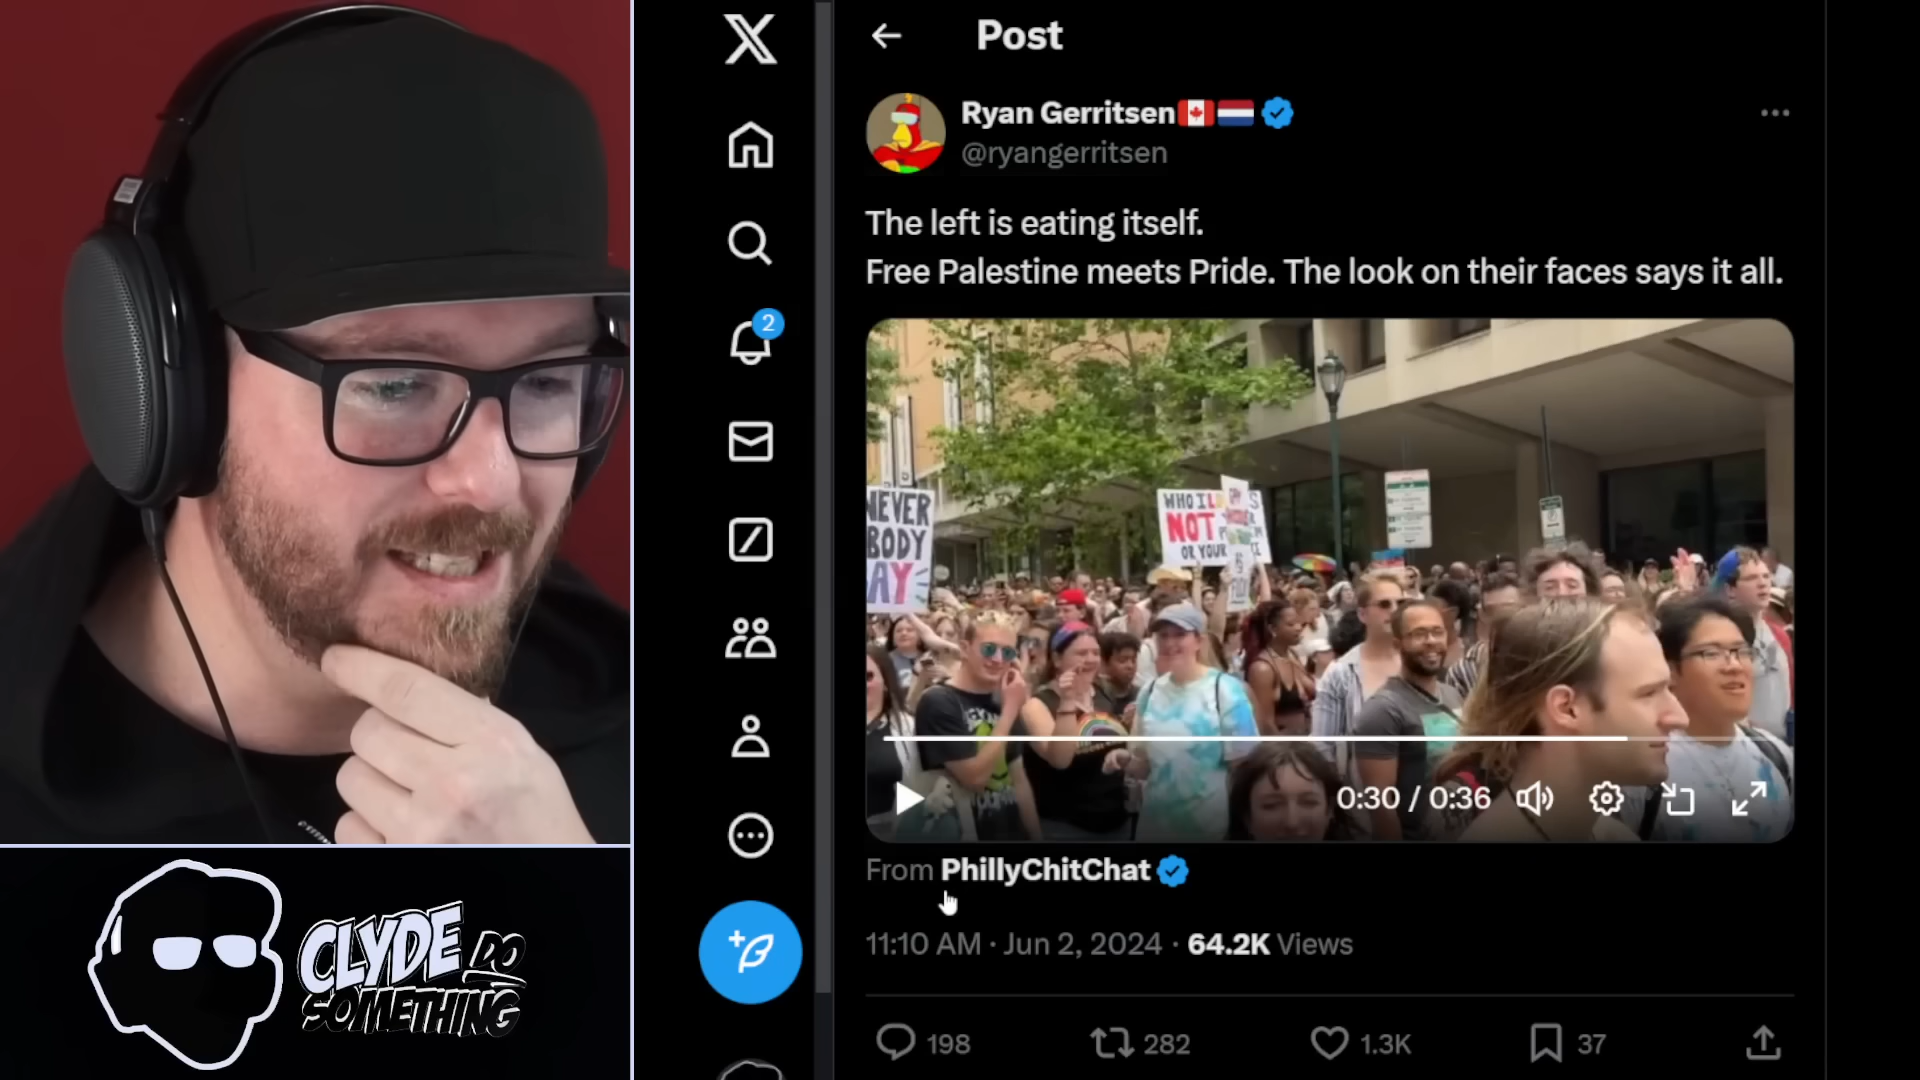 Post
Ryan Gerritsen
@ryangerritsen
The left is eating itself.
Free Palestine meets Pride. The look on their faces says it all.
2
NEVER
BODY
AY
WHO IL
NOT
OR YOUR
0:30 / 0:36
From PhillyChitChat
11:10 AM · Jun 2, 2024 · 64.2K Views
198
282
1.3K
37
CLYDE DO
SOMETHING